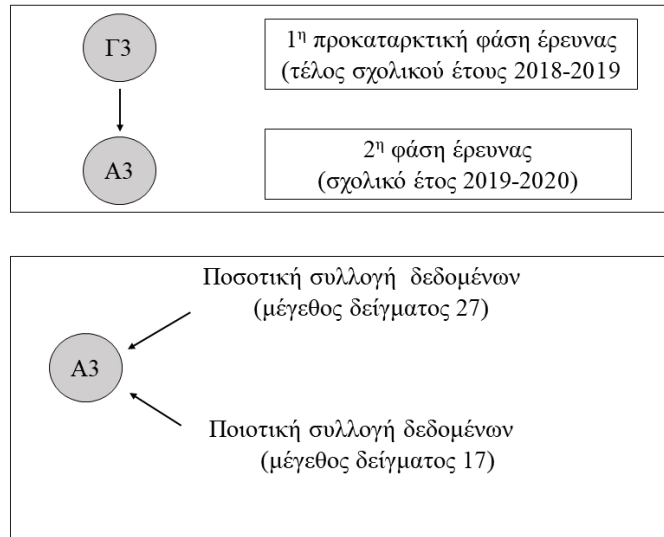 Γ3
1η προκαταρκτική φάση έρευνας
(τέλος σχολικού έτους 2018-2019
Α3
2η φάση έρευνας
(σχολικό έτος 2019-2020)
Ποσοτική συλλογή δεδομένων
(μέγεθος δείγματος 27)
Α3
Ποιοτική συλλογή δεδομένων
(μέγεθος δείγματος 17)